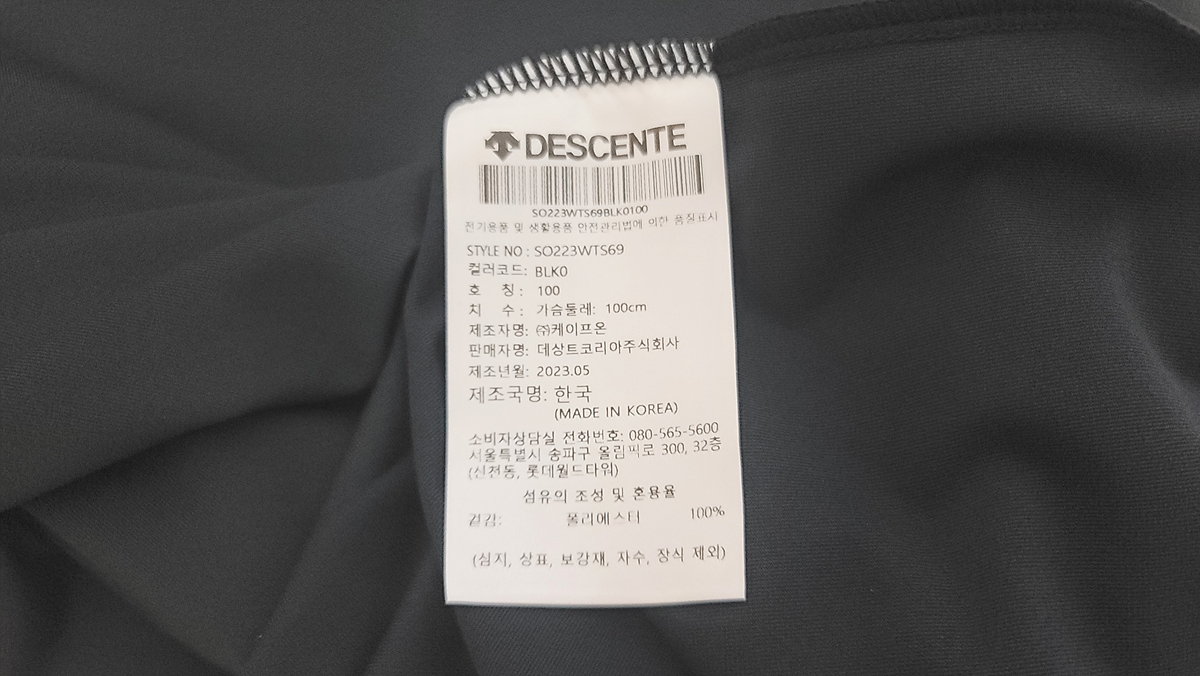 DESCENTE
SO223WTS69BLK0100
전기용품 및 생활용품 안전관리법에 의한 품질표시
STYLE NO : SO223WTS69
컬러코드: BLK0
호 칭 : 100
치 수 : 가슴둘레: 100cm
제조자명: ㈜케이프온
판매자명: 데상트코리아주식회사
제조년월: 2023.05
제조국명: 한국
(MADE IN KOREA)
소비자상담실 전화번호: 080-565-5600
서울특별시 송파구 올림픽로 300, 32층
(신천동, 롯데월드타워)
섬유의 조성 및 혼용율
겉감: 폴리에스터 100%
(심지, 상표, 보강재, 자수, 장식 제외)